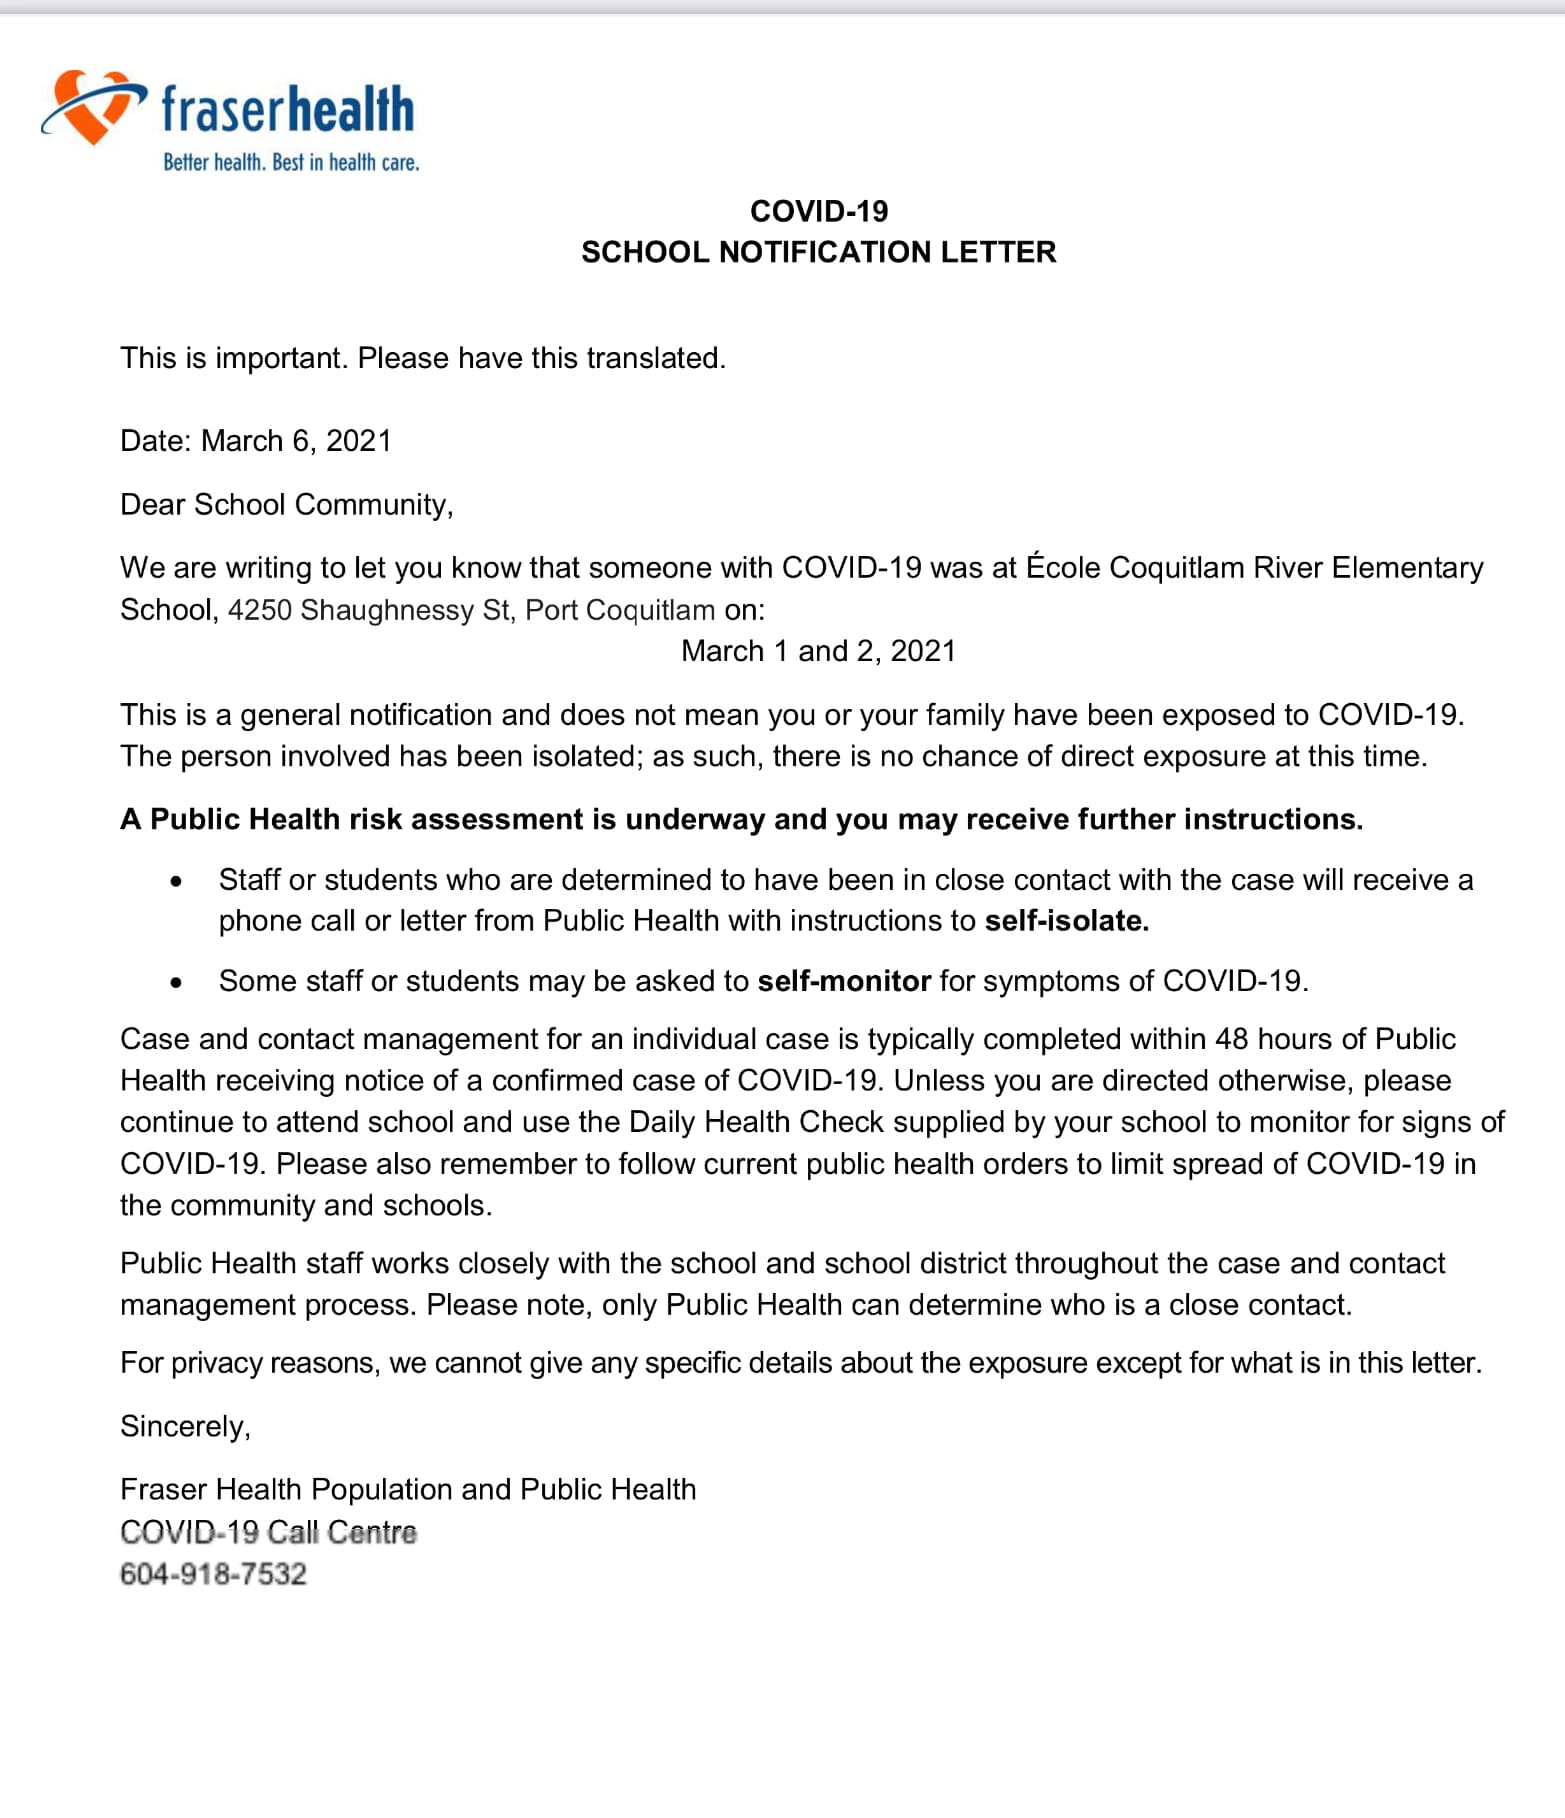 fraserhealth
Better health. Best in health care.
COVID-19
SCHOOL NOTIFICATION LETTER
This is important. Please have this translated.
Date: March 6, 2021
Dear School Community,
We are writing to let you know that someone with COVID-19 was at École Coquitlam River Elementary
School, 4250 Shaughnessy St, Port Coquitlam on:
March 1 and 2, 2021
This is a general notification and does not mean you or your family have been exposed to COVID-19.
The person involved has been isolated; as such, there is no chance of direct exposure at this time.
A Public Health risk assessment is underway and you may receive further instructions.
• Staff or students who are determined to have been in close contact with the case will receive a
phone call or letter from Public Health with instructions to self-isolate.
• Some staff or students may be asked to self-monitor for symptoms of COVID-19.
Case and contact management for an individual case is typically completed within 48 hours of Public
Health receiving notice of a confirmed case of COVID-19. Unless you are directed otherwise, please
continue to attend school and use the Daily Health Check supplied by your school to monitor for signs of
COVID-19. Please also remember to follow current public health orders to limit spread of COVID-19 in
the community and schools.
Public Health staff works closely with the school and school district throughout the case and contact
management process. Please note, only Public Health can determine who is a close contact.
For privacy reasons, we cannot give any specific details about the exposure except for what is in this letter.
Sincerely,
Fraser Health Population and Public Health
COVID-19 Call Centre
604-918-7532